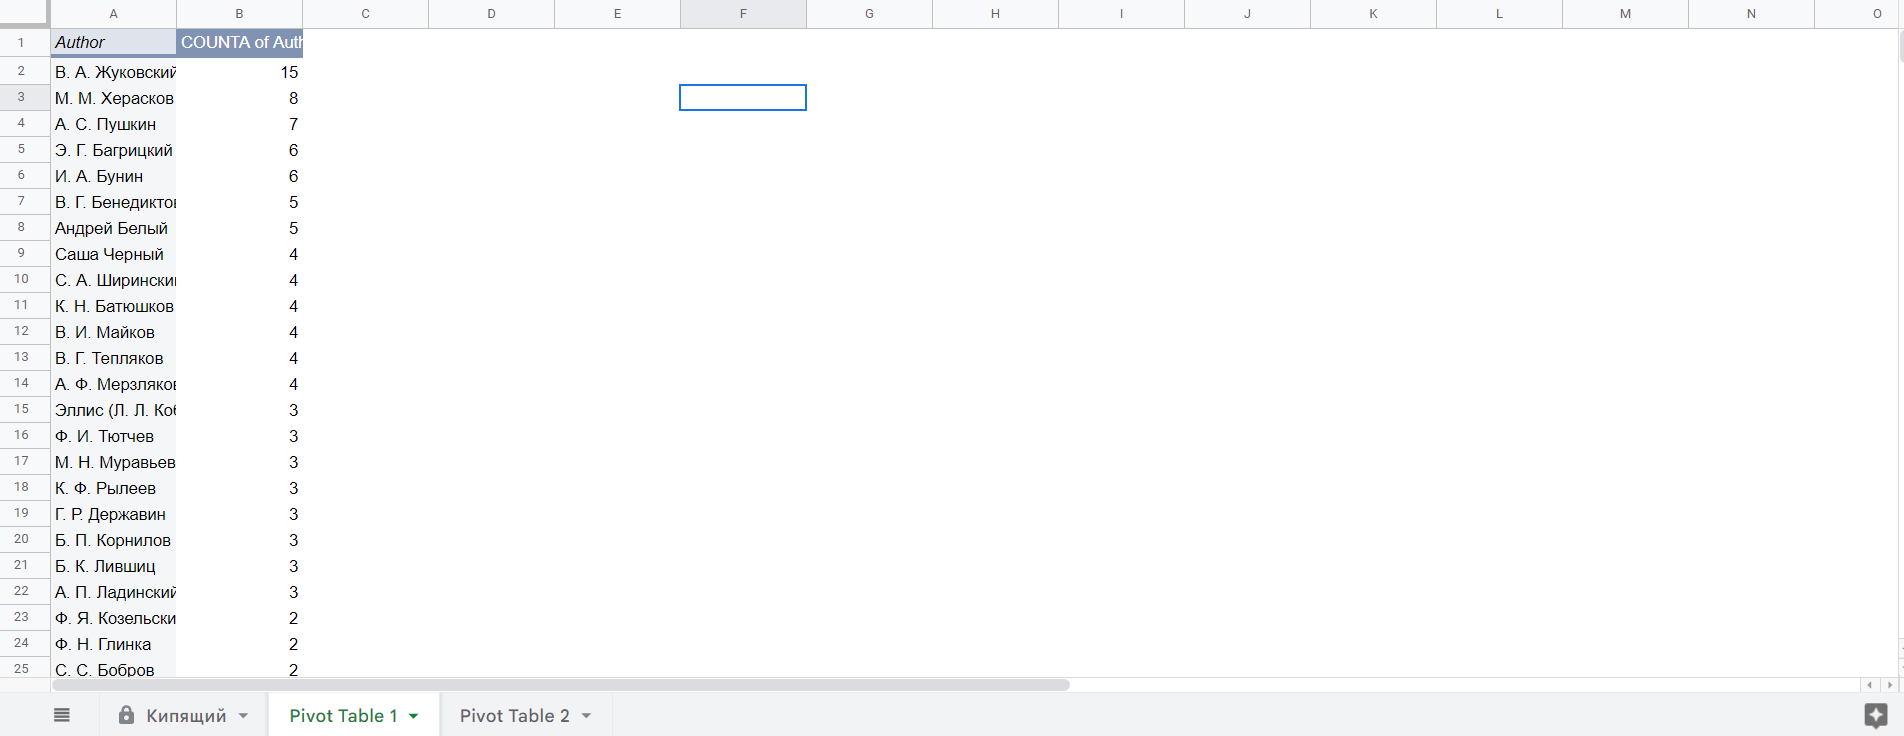 A B C D E F G H I J K L M N O
1 Author COUNTA of Auth
2 В. А. Жуковский 15
3 М. М. Херасков 8
4 А. С. Пушкин 7
5 Э. Г. Багрицкий 6
6 И. А. Бунин 6
7 В. Г. Бенедиктов 5
8 Андрей Белый 5
9 Саша Черный 4
10 С. А. Ширинский 4
11 К. Н. Батюшков 4
12 В. И. Майков 4
13 В. Г. Тепляков 4
14 А. Ф. Мерзляков 4
15 Эллис (Л. Л. Коб 3
16 Ф. И. Тютчев 3
17 М. Н. Муравьев 3
18 К. Ф. Рылеев 3
19 Г. Р. Державин 3
20 Б. П. Корнилов 3
21 Б. К. Лившиц 3
22 А. П. Ладинский 3
23 Ф. Я. Козельски 2
24 Ф. Н. Глинка 2
25 С. С. Бобров 2
Кипящий Pivot Table 1 Pivot Table 2